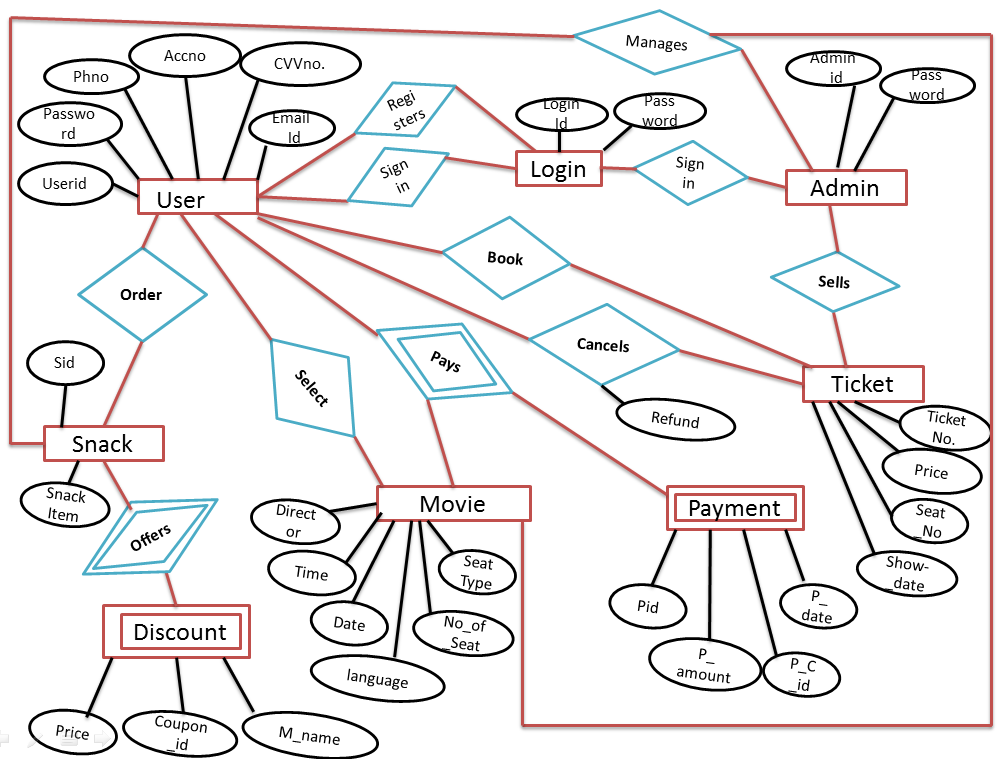 Manages
Accno
CVVno.
Phno
Admin
id
Pass
word
Regi
sters
Login
Id
Pass
word
Passwo
rd
Email
Id
Sign
in
Login
Sign
in
Userid
User
Admin
Book
Order
Sells
Cancels
Sid
Pays
Select
Ticket
Refund
Ticket
No.
Snack
Price
Snack
Item
Movie
Payment
Seat
_No
Direct
or
Offers
Time
Seat
Type
Show-
_date
Pid
P_
date
Date
No_of
_Seat
Discount
language
P_
amount
P_C
_id
Price
Coupon
_id
M_name